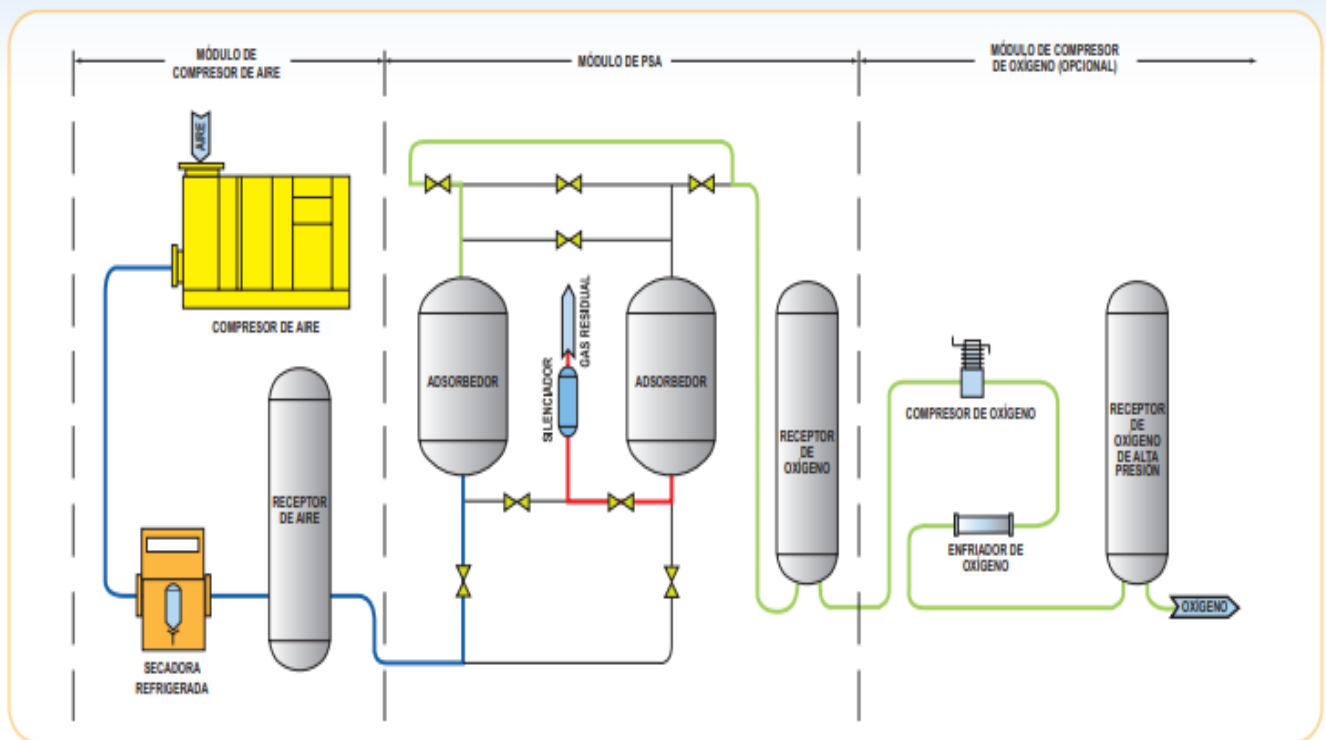 MÓDULO DE
COMPRESOR DE AIRE
MÓDULO DE PSA
MÓDULO DE COMPRESOR
DE OXÍGENO (OPCIONAL)
AIRE
COMPRESOR DE AIRE
SECADORA
REFRIGERADA
RECEPTOR
DE AIRE
ADSORBEDOR
SILENCIADOR
GAS RESIDUAL
ADSORBEDOR
RECEPTOR
DE
OXÍGENO
COMPRESOR DE OXÍGENO
ENFRIADOR DE
OXÍGENO
RECEPTOR
DE
OXÍGENO
DE ALTA
PRESIÓN
OXÍGENO